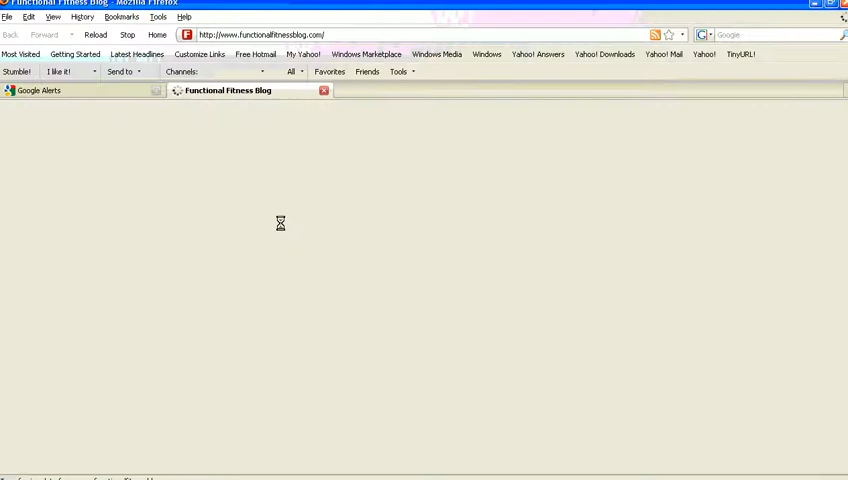 Functional Fitness Blog - Mozilla Firefox
File Edit View History Bookmarks Tools Help
Back Forward Reload Stop Home http://www.functionalfitnessblog.com/ Google
Most Visited Getting Started Latest Headlines Customize Links Free Hotmail My Yahoo! Windows Marketplace Windows Media Windows Yahoo! Answers Yahoo! Downloads Yahoo! Mail Yahoo! TinyURL!
Stumble! I like it! Send to Channels: All Favorites Friends Tools
Google Alerts Functional Fitness Blog